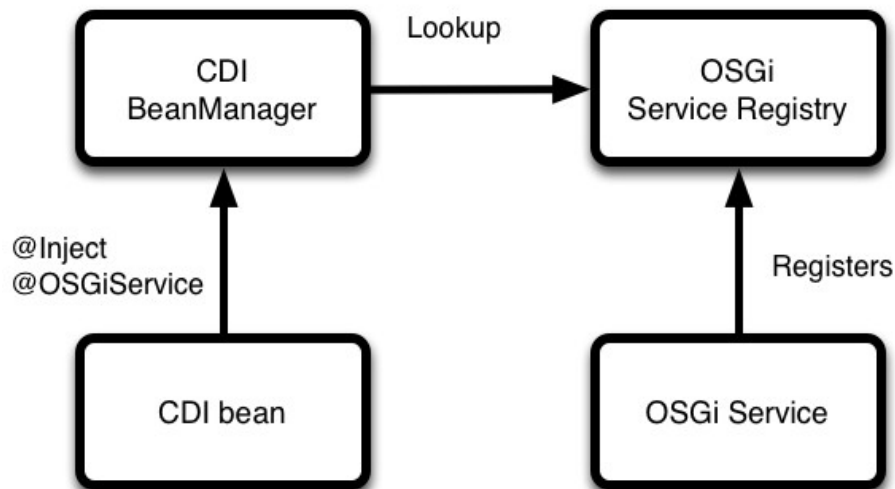 Lookup
CDI
BeanManager
OSGi
Service Registry
@Inject
@OSGiService
Registers
CDI bean
OSGi Service